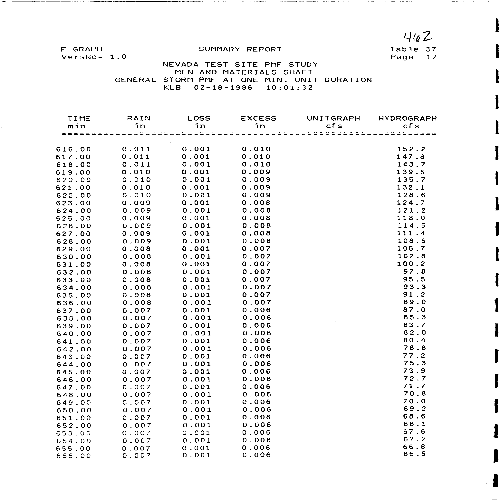 462
F GRAPH SUMMARY REPORT Table 37
Version 1.0 Page 17
NEVADA TEST SITE PMF STUDY
MEN AND MATERIALS SHAFT
GENERAL STORM PMF AT ONE MIN. UNIT DURATION
KLB 02-18-1986 10:01:32
TIME RAIN LOSS EXCESS UNITGRAPH HYDROGRAPH
min in in in cfs cfs
616.00 0.011 0.001 0.010 152.2
617.00 0.011 0.001 0.010 147.8
618.00 0.011 0.001 0.010 143.7
619.00 0.010 0.001 0.009 139.5
620.00 0.010 0.001 0.009 135.7
621.00 0.010 0.001 0.009 132.1
622.00 0.010 0.001 0.009 128.6
623.00 0.009 0.001 0.008 124.7
624.00 0.009 0.001 0.008 121.2
625.00 0.009 0.001 0.008 118.0
626.00 0.009 0.001 0.008 114.5
627.00 0.009 0.001 0.008 111.4
628.00 0.009 0.001 0.008 108.5
629.00 0.008 0.001 0.007 105.7
630.00 0.008 0.001 0.007 102.8
631.00 0.008 0.001 0.007 100.2
632.00 0.008 0.001 0.007 97.8
633.00 0.008 0.001 0.007 95.5
634.00 0.008 0.001 0.007 93.3
635.00 0.008 0.001 0.007 91.2
636.00 0.008 0.001 0.007 89.0
637.00 0.007 0.001 0.006 87.0
638.00 0.007 0.001 0.006 85.3
639.00 0.007 0.001 0.006 83.7
640.00 0.007 0.001 0.006 82.0
641.00 0.007 0.001 0.006 80.4
642.00 0.007 0.001 0.006 78.8
643.00 0.007 0.001 0.006 77.2
644.00 0.007 0.001 0.006 75.3
645.00 0.007 0.001 0.006 73.9
646.00 0.007 0.001 0.006 72.7
647.00 0.007 0.001 0.006 71.7
648.00 0.007 0.001 0.006 70.8
649.00 0.007 0.001 0.006 70.0
650.00 0.007 0.001 0.006 69.2
651.00 0.007 0.001 0.006 68.6
652.00 0.007 0.001 0.006 68.1
653.00 0.007 0.001 0.006 67.6
654.00 0.007 0.001 0.006 67.2
655.00 0.007 0.001 0.006 66.8
656.00 0.007 0.001 0.006 66.5